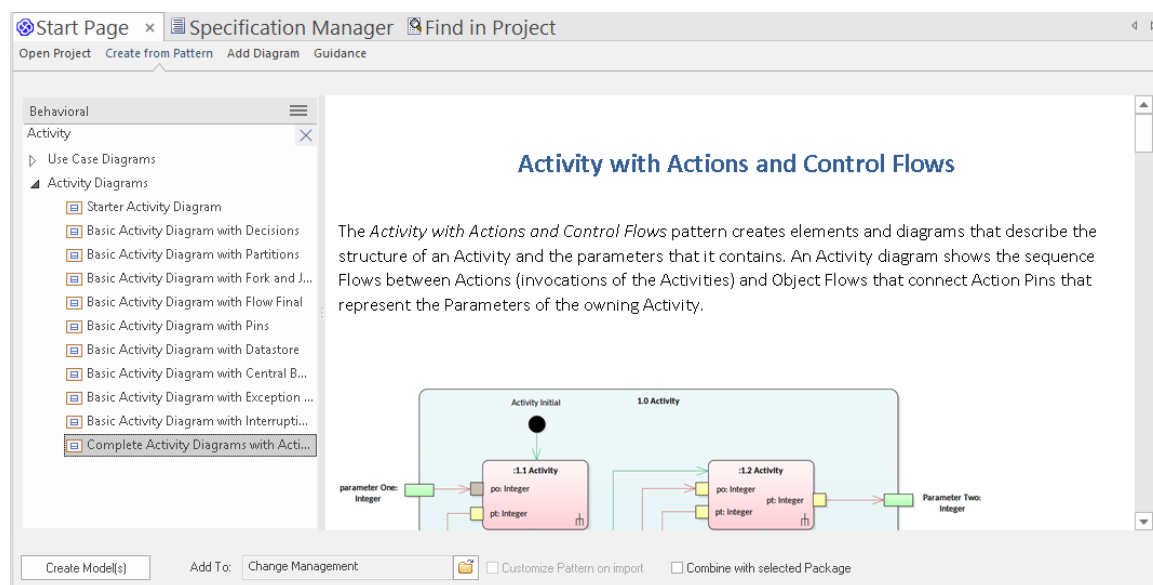 Start Page × Specification Manager Find in Project
Open Project Create from Pattern Add Diagram Guidance
Behavioral
Activity
Use Case Diagrams
Activity Diagrams
Starter Activity Diagram
Basic Activity Diagram with Decisions
Basic Activity Diagram with Partitions
Basic Activity Diagram with Fork and J...
Basic Activity Diagram with Flow Final
Basic Activity Diagram with Pins
Basic Activity Diagram with Datastore
Basic Activity Diagram with Central B...
Basic Activity Diagram with Exception ...
Basic Activity Diagram with Interrupti...
Complete Activity Diagrams with Acti...
Activity with Actions and Control Flows
The Activity with Actions and Control Flows pattern creates elements and diagrams that describe the
structure of an Activity and the parameters that it contains. An Activity diagram shows the sequence
Flows between Actions (invocations of the Activities) and Object Flows that connect Action Pins that
represent the Parameters of the owning Activity.
Activity Initial
1.0 Activity
:1.1 Activity
po: Integer
pt: Integer
:1.2 Activity
po: Integer
pt: Integer
pt: Integer
parameter One:
Integer
Parameter Two:
Integer
Create Model(s) Add To: Change Management Customize Pattern on import Combine with selected Package